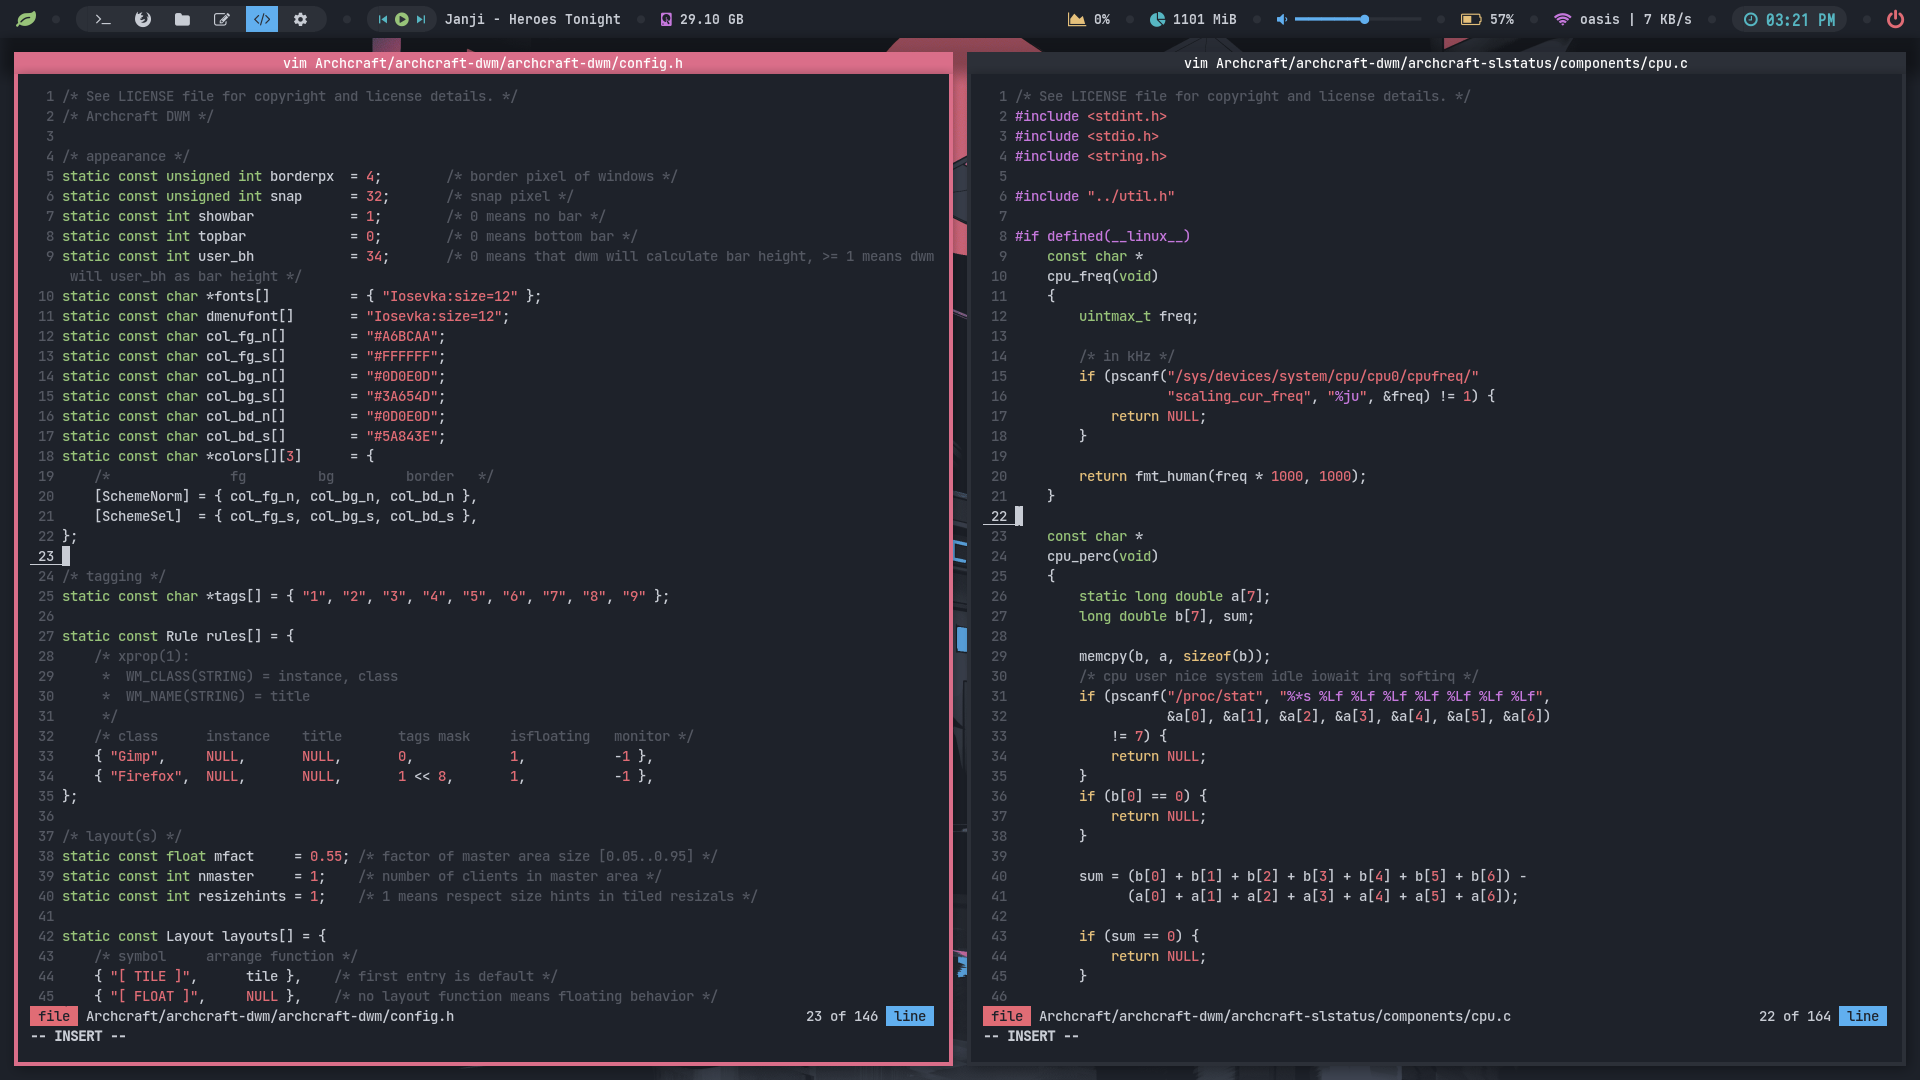 Janji - Heroes Tonight
29.10 GB
0%
1101 MiB
57%
oasis | 7 KB/s
03:21 PM
vim Archcraft/archcraft-dwm/archcraft-dwm/config.h
1 /* See LICENSE file for copyright and license details. */
2 /* Archcraft DWM */
3
4 /* appearance */
5 static const unsigned int borderpx  = 4;        /* border pixel of windows */
6 static const unsigned int snap      = 32;       /* snap pixel */
7 static const int showbar            = 1;        /* 0 means no bar */
8 static const int topbar             = 0;        /* 0 means bottom bar */
9 static const int user_bh            = 34;       /* 0 means that dwm will calculate bar height, >= 1 means dwm
will user_bh as bar height */
10 static const char *fonts[]          = { "Iosevka:size=12" };
11 static const char dmenufont[]       = "Iosevka:size=12";
12 static const char col_fg_n[]        = "#A6BCAA";
13 static const char col_fg_s[]        = "#FFFFFF";
14 static const char col_bg_n[]        = "#0D0E0D";
15 static const char col_bg_s[]        = "#3A654D";
16 static const char col_bd_n[]        = "#0D0E0D";
17 static const char col_bd_s[]        = "#5A843E";
18 static const char *colors[][3]      = {
19     /*               fg         bg         border   */
20     [SchemeNorm] = { col_fg_n, col_bg_n, col_bd_n },
21     [SchemeSel]  = { col_fg_s, col_bg_s, col_bd_s },
22 };
23
24 /* tagging */
25 static const char *tags[] = { "1", "2", "3", "4", "5", "6", "7", "8", "9" };
26
27 static const Rule rules[] = {
28     /* xprop(1):
29      *  WM_CLASS(STRING) = instance, class
30      *  WM_NAME(STRING) = title
31      */
32     /* class      instance    title       tags mask     isfloating   monitor */
33     { "Gimp",     NULL,       NULL,       0,            1,           -1 },
34     { "Firefox",  NULL,       NULL,       1 << 8,       1,           -1 },
35 };
36
37 /* layout(s) */
38 static const float mfact     = 0.55; /* factor of master area size [0.05..0.95] */
39 static const int nmaster     = 1;    /* number of clients in master area */
40 static const int resizehints = 1;    /* 1 means respect size hints in tiled resizals */
41
42 static const Layout layouts[] = {
43     /* symbol     arrange function */
44     { "[ TILE ]",      tile },    /* first entry is default */
45     { "[ FLOAT ]",     NULL },    /* no layout function means floating behavior */
file Archcraft/archcraft-dwm/archcraft-dwm/config.h 23 of 146 line
-- INSERT --
vim Archcraft/archcraft-dwm/archcraft-slstatus/components/cpu.c
1 /* See LICENSE file for copyright and license details. */
2 #include <stdint.h>
3 #include <stdio.h>
4 #include <string.h>
5
6 #include "../util.h"
7
8 #if defined(__linux__)
9     const char *
10     cpu_freq(void)
11     {
12         uintmax_t freq;
13
14         /* in kHz */
15         if (pscanf("/sys/devices/system/cpu/cpu0/cpufreq/"
16                    "scaling_cur_freq", "%ju", &freq) != 1) {
17             return NULL;
18         }
19
20         return fmt_human(freq * 1000, 1000);
21     }
22
23     const char *
24     cpu_perc(void)
25     {
26         static long double a[7];
27         long double b[7], sum;
28
29         memcpy(b, a, sizeof(b));
30         /* cpu user nice system idle iowait irq softirq */
31         if (pscanf("/proc/stat", "%*s %Lf %Lf %Lf %Lf %Lf %Lf %Lf",
32                    &a[0], &a[1], &a[2], &a[3], &a[4], &a[5], &a[6])
33             != 7) {
34             return NULL;
35         }
36         if (b[0] == 0) {
37             return NULL;
38         }
39
40         sum = (b[0] + b[1] + b[2] + b[3] + b[4] + b[5] + b[6]) -
41               (a[0] + a[1] + a[2] + a[3] + a[4] + a[5] + a[6]);
42
43         if (sum == 0) {
44             return NULL;
45         }
46
file Archcraft/archcraft-dwm/archcraft-slstatus/components/cpu.c 22 of 164 line
-- INSERT --